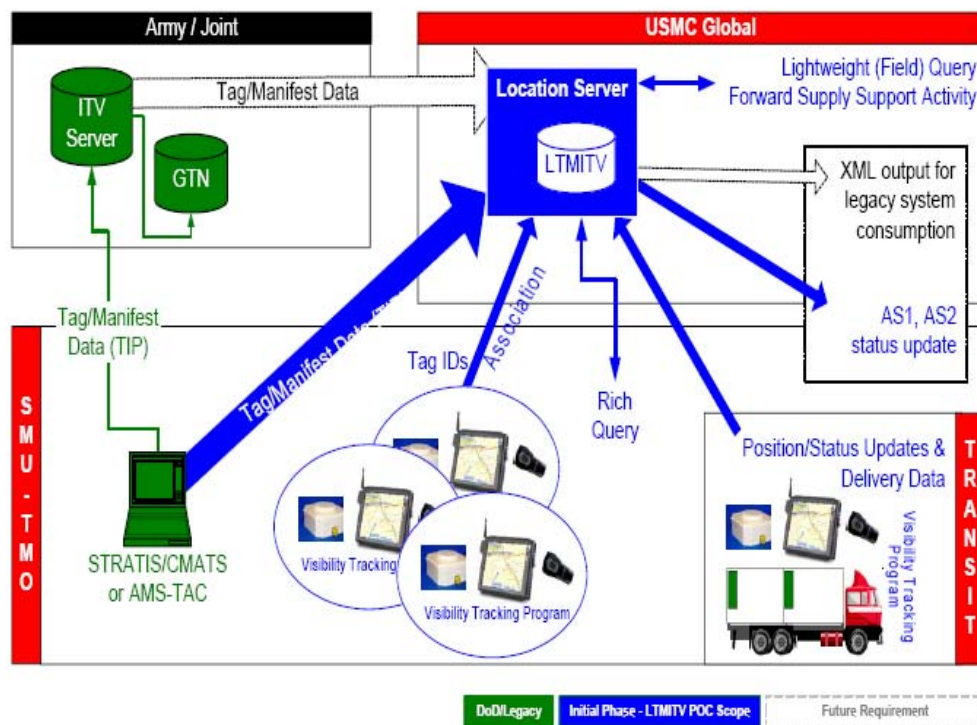 Army / Joint
USMC Global
ITV
Server
GTN
Tag/Manifest Data
Location Server
LTMITV
Lightweight (Field) Query
Forward Supply Support Activity
XML output for
legacy system
consumption
AS1, AS2
status update
Tag/Manifest
Data (TIP)
Tag/Manifest Data
Tag IDs
Association
Rich
Query
SMU-TMO
STRATIS/CMATS
or AMS-TAC
Visibility Tracking
Visibility Tracking Program
Position/Status Updates &
Delivery Data
Visibility Tracking
Program
TRANSIT
DoD/Legacy
Initial Phase - LTMITV POC Scope
Future Requirement